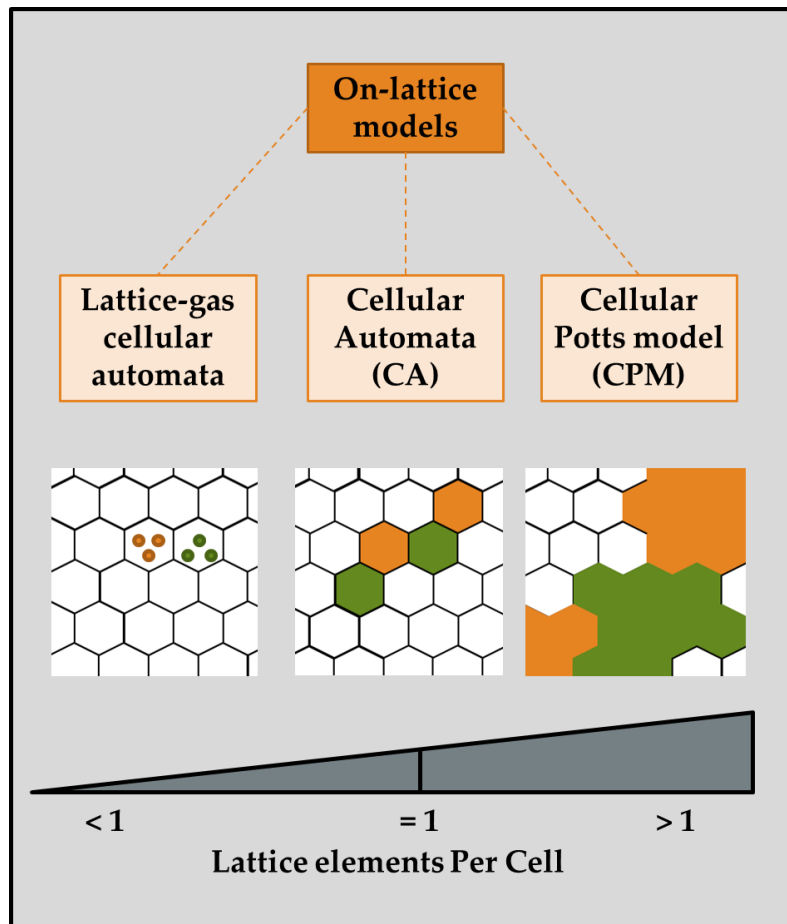 On-lattice
models
Lattice-gas
cellular
automata
Cellular
Automata
(CA)
Cellular
Potts model
(CPM)
< 1
= 1
> 1
Lattice elements Per Cell